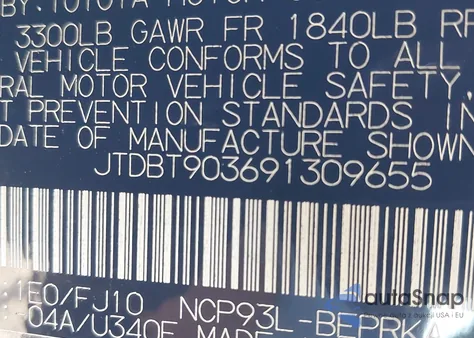 BY: TOYOTA MOTOR
3300LB GAWR FR 1840LB RR
VEHICLE CONFORMS TO ALL
RAL MOTOR VEHICLE SAFETY,
T PREVENTION STANDARDS IN
DATE OF MANUFACTURE SHOWN
JTDBT903691309655
:1E0/FJ10 NCP93L-BEPRKA
-04A/U340E MADE
autoSnap